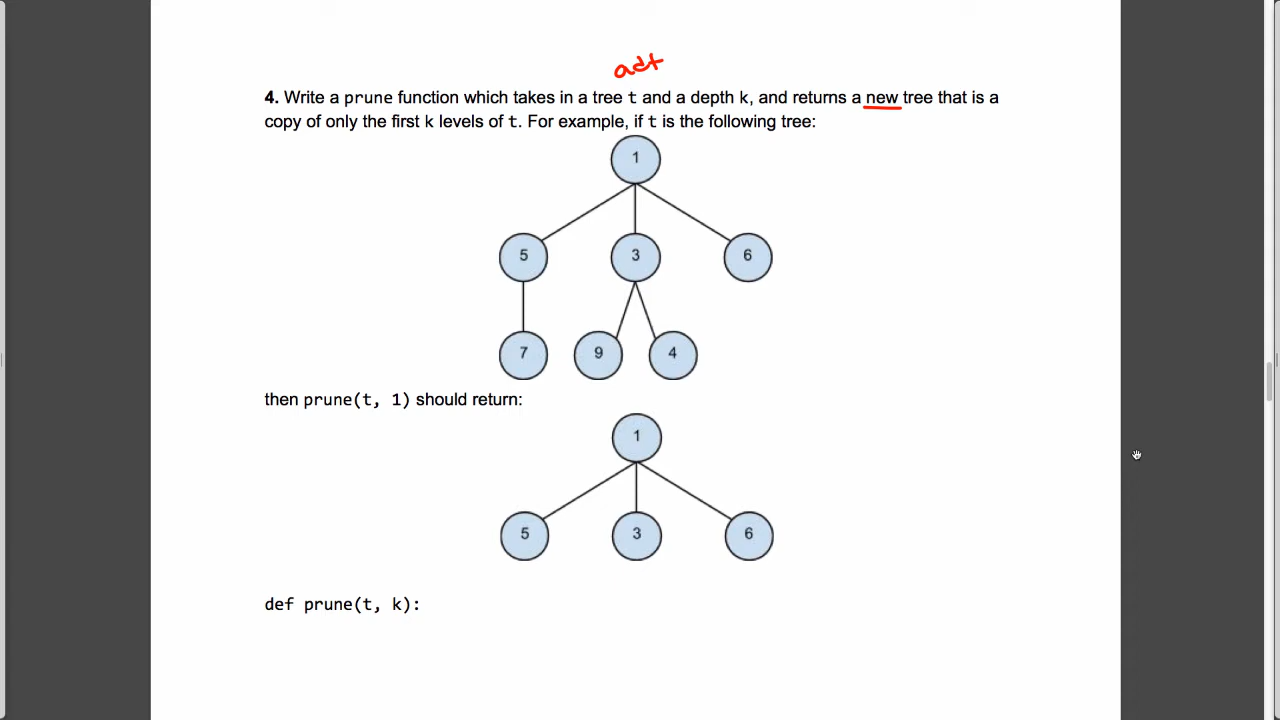 adt
4. Write a prune function which takes in a tree t and a depth k, and returns a new tree that is a
copy of only the first k levels of t. For example, if t is the following tree:
1
5 3 6
7 9 4
then prune(t, 1) should return:
1
5 3 6
def prune(t, k):